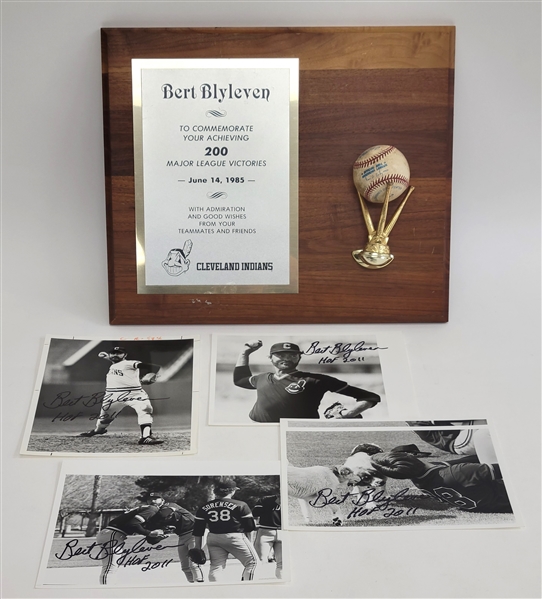 Bert Blyleven
TO COMMEMORATE
YOUR ACHIEVING
200
MAJOR LEAGUE VICTORIES
— June 14, 1985 —
WITH ADMIRATION
AND GOOD WISHES
FROM YOUR
TEAMMATES AND FRIENDS
CLEVELAND INDIANS
Bert Blyleven
HOF 2011
C
Bert Blyleven
HOF 2011
SORENSEN
38
Bert Blyleven
HOF
2011
Bert Blyleven
HOF 2011